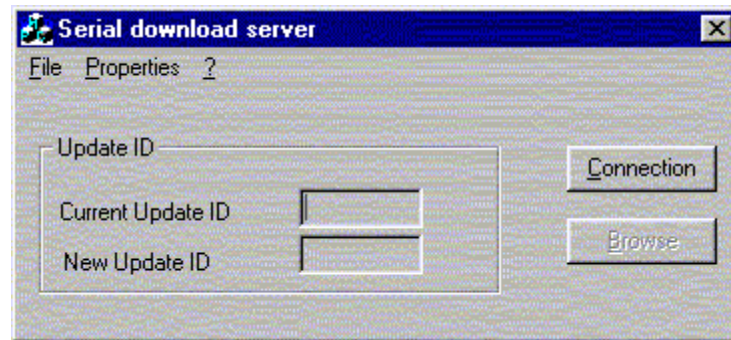 Serial download server
File Properties ?
Update ID
Connection
Current Update ID
Browse
New Update ID